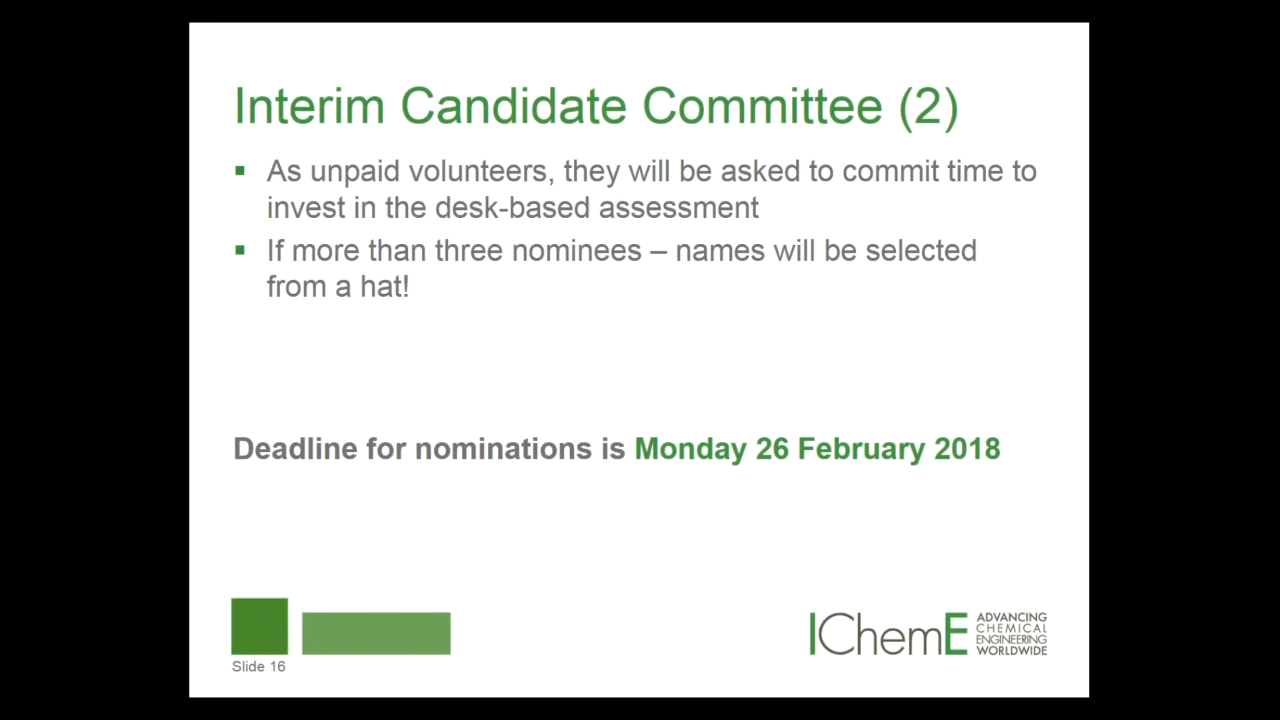 Interim Candidate Committee (2)
▪ As unpaid volunteers, they will be asked to commit time to
invest in the desk-based assessment
▪ If more than three nominees – names will be selected
from a hat!
Deadline for nominations is Monday 26 February 2018
Slide 16
IChemE
ADVANCING
CHEMICAL
ENGINEERING
WORLDWIDE